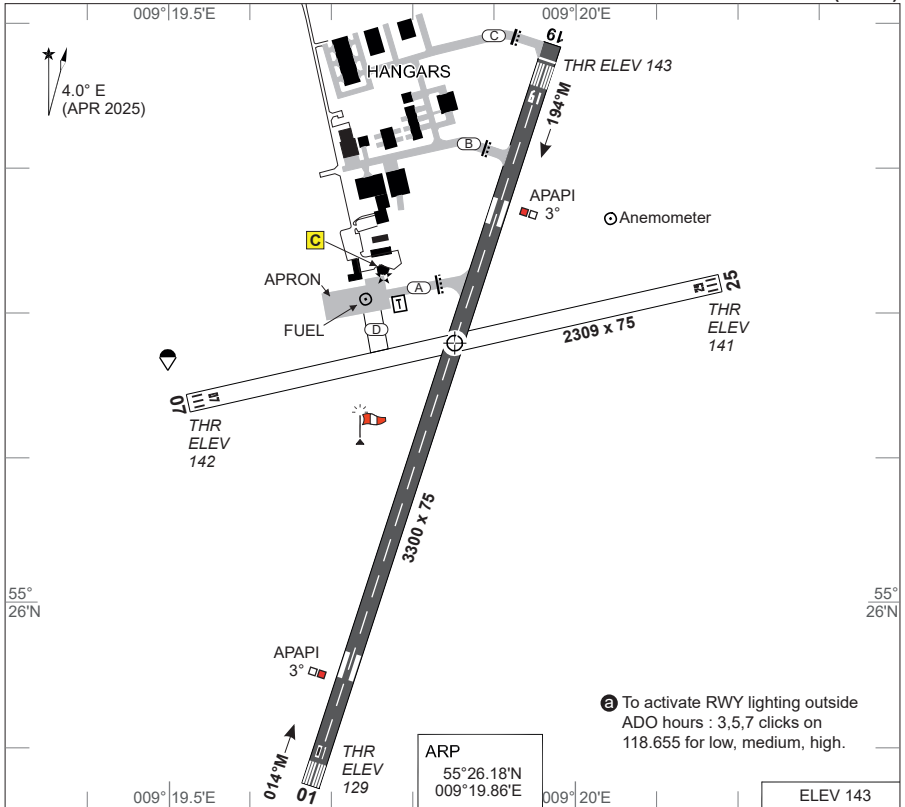 009°19.5'E
009°20'E
4.0° E
(APR 2025)
HANGARS
C
19
THR ELEV 143
19
194°M
B
APAPI
3°
Anemometer
C
APRON
A
T
FUEL
D
25
25
THR
ELEV
141
2309 x 75
07
07
THR
ELEV
142
3300 x 75
55°
26'N
55°
26'N
APAPI
3°
a To activate RWY lighting outside
ADO hours : 3,5,7 clicks on
118.655 for low, medium, high.
014°M
01
THR
ELEV
129
ARP
55°26.18'N
009°19.86'E
ELEV 143
009°19.5'E
009°20'E